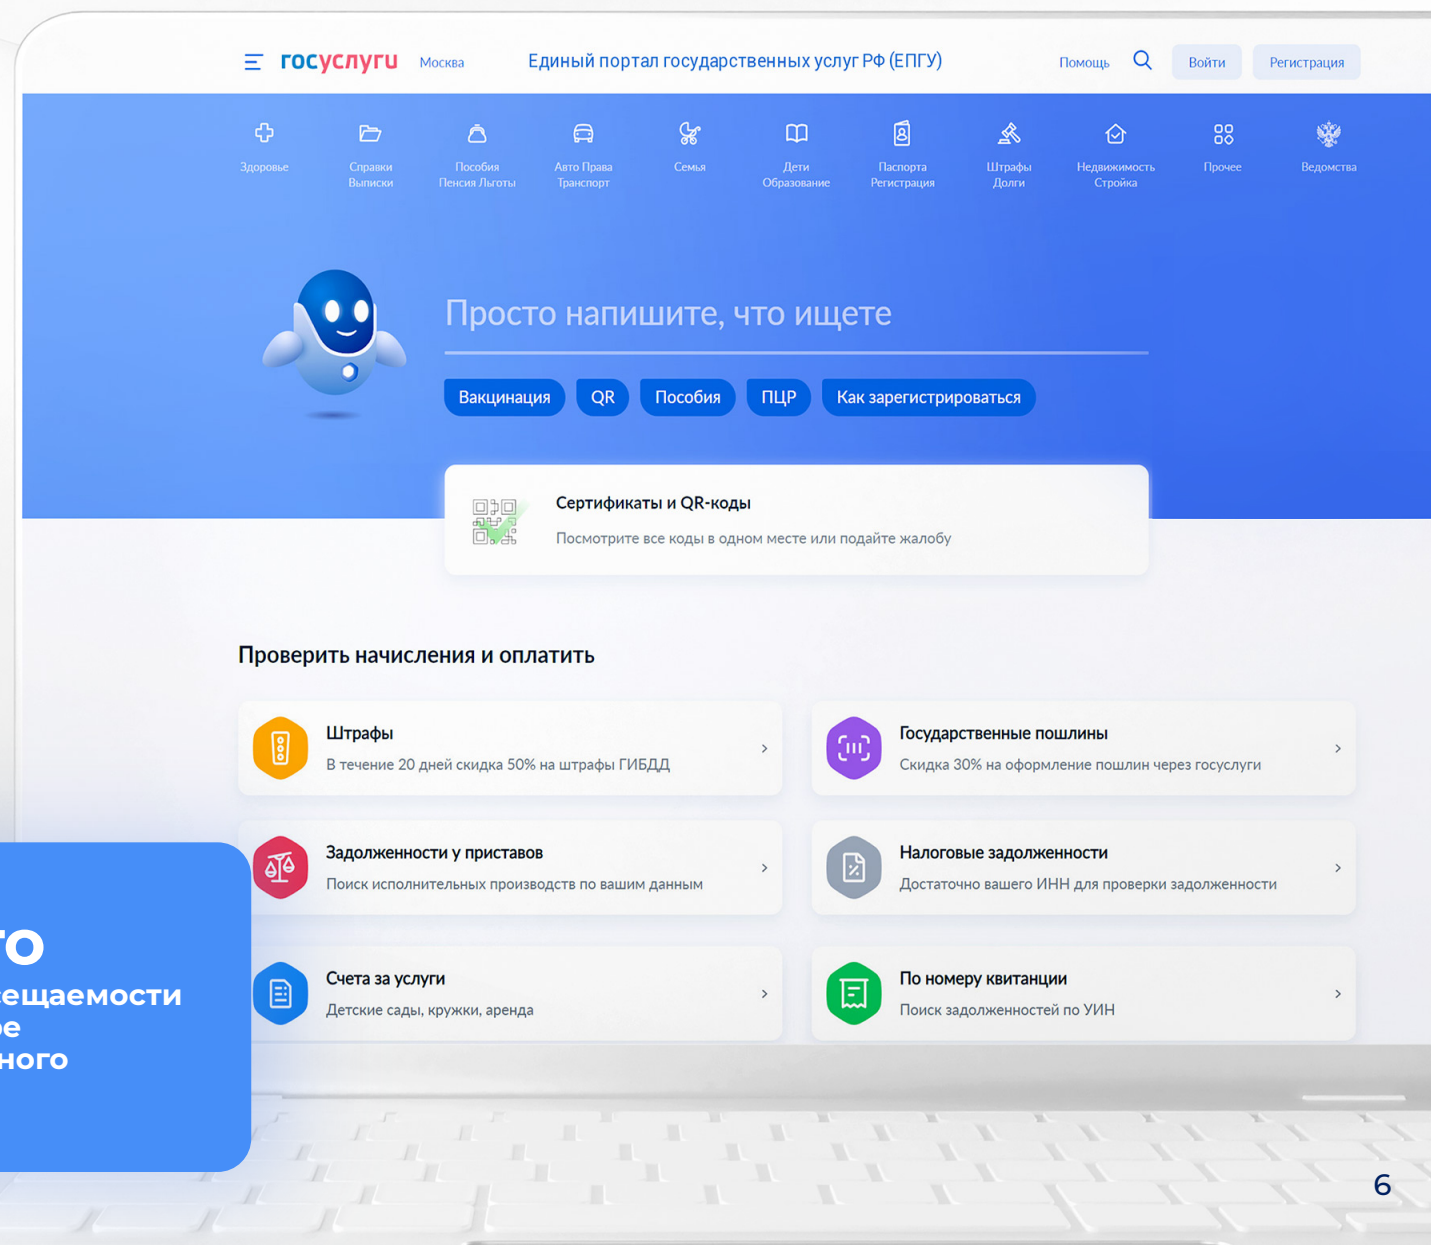 госуслуги Москва Единый портал государственных услуг РФ (ЕПГУ) Помощь Войти Регистрация
Здоровье
Справки
Выписки
Пособия
Пенсия Льготы
Авто Права
Транспорт
Семья
Дети
Образование
Паспорта
Регистрация
Штрафы
Долги
Недвижимость
Стройка
Прочее
Ведомства
Просто напишите, что ищете
Вакцинация QR Пособия ПЦР Как зарегистрироваться
Сертификаты и QR-коды
Посмотрите все коды в одном месте или подайте жалобу
Проверить начисления и оплатить
Штрафы
В течение 20 дней скидка 50% на штрафы ГИБДД
Государственные пошлины
Скидка 30% на оформление пошлин через госуслуги
Задолженности у приставов
Поиск исполнительных производств по вашим данным
Налоговые задолженности
Достаточно вашего ИНН для проверки задолженности
Счета за услуги
Детские сады, кружки, аренда
По номеру квитанции
Поиск задолженностей по УИН
6